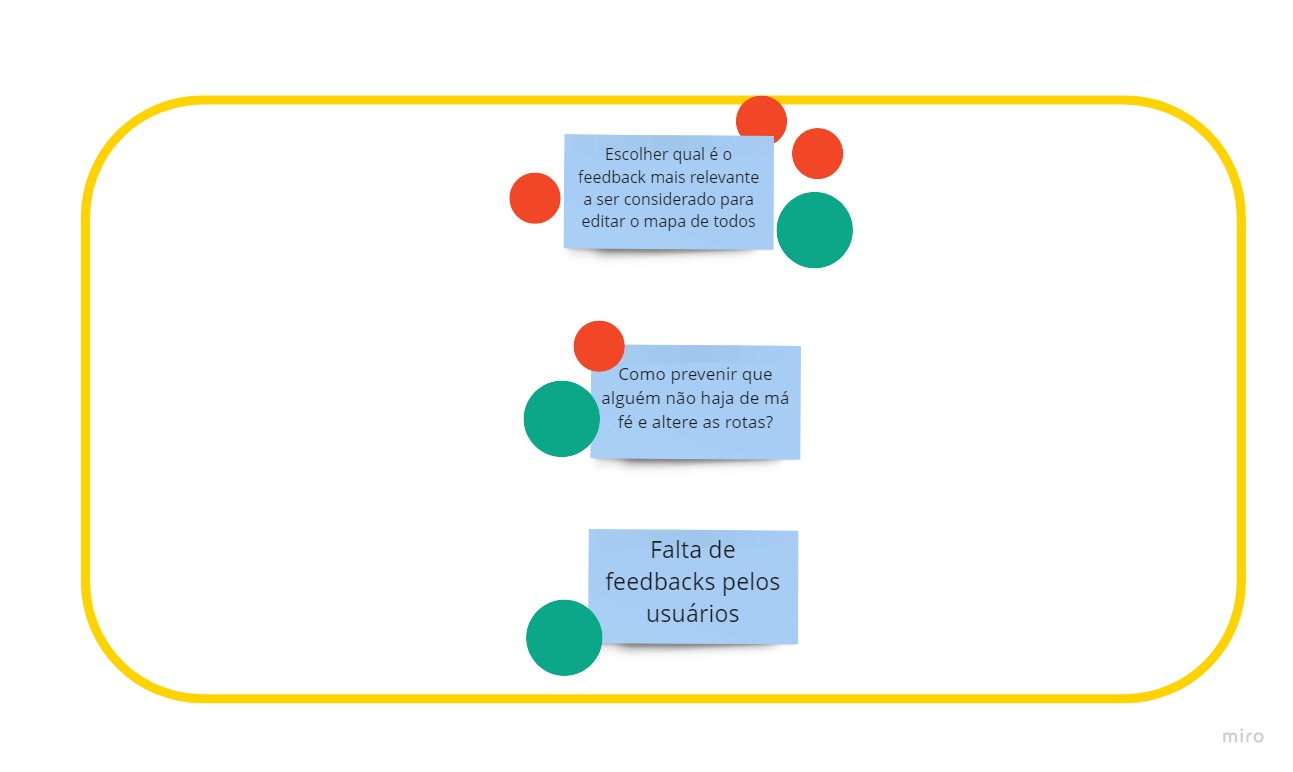 Escolher qual é o
feedback mais relevante
a ser considerado para
editar o mapa de todos
Como prevenir que
alguém não haja de má
fé e altere as rotas?
Falta de
feedbacks pelos
usuários
miro